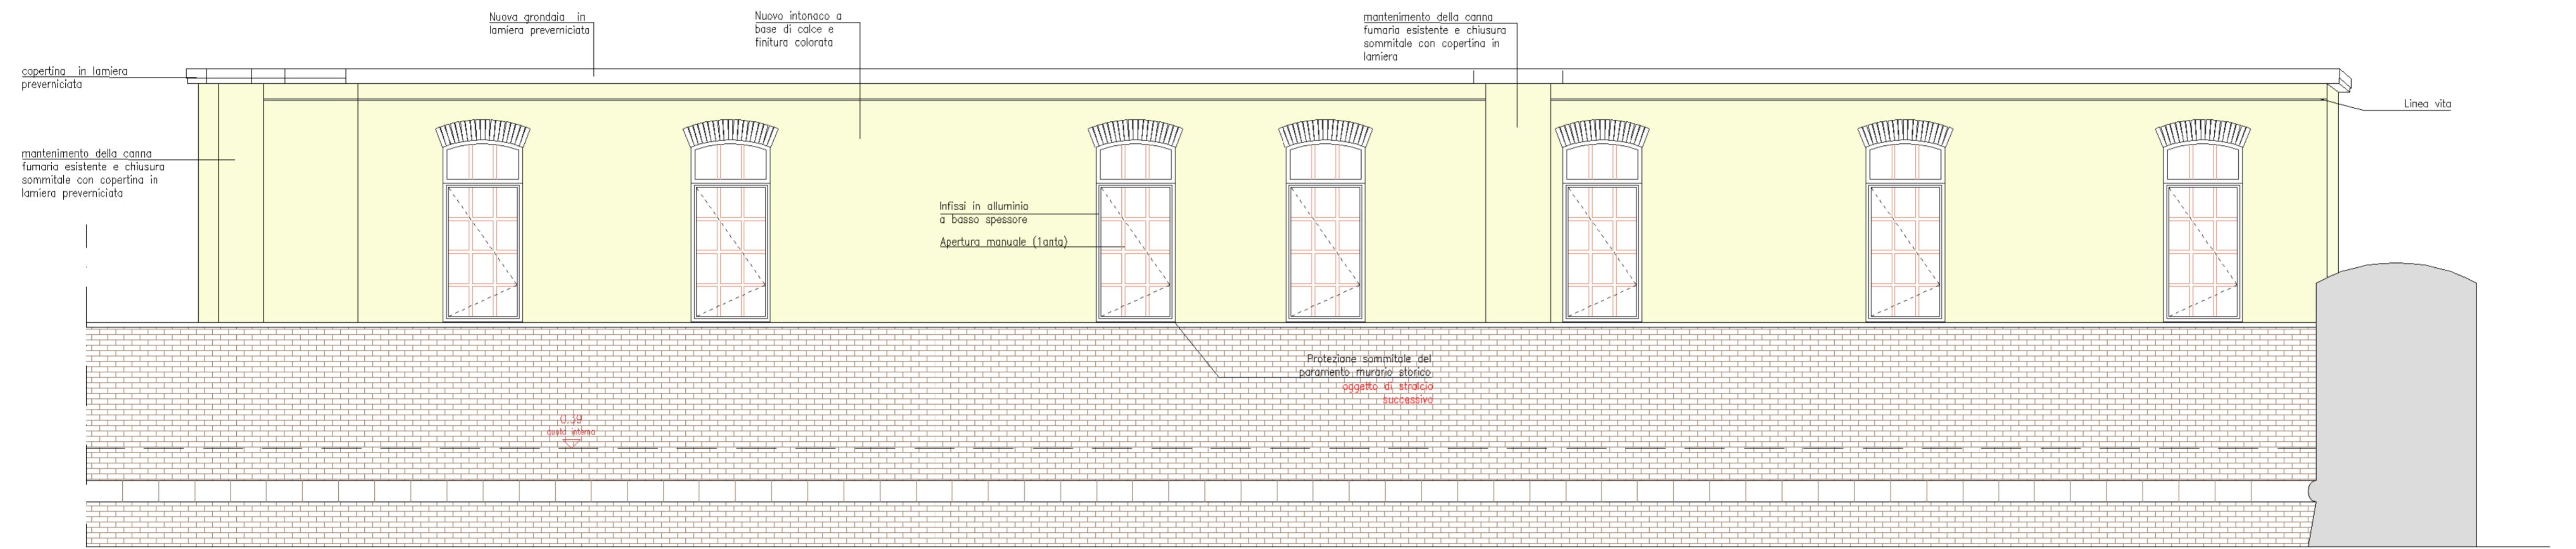 Nuova grondaia in
lamiera preverniciata
Nuovo intonaco a
base di calce e
finitura colorata
mantenimento della canna
fumaria esistente e chiusura
sommitale con copertina in
lamiera
copertina in lamiera
preverniciata
Linea vita
mantenimento della canna
fumaria esistente e chiusura
sommitale con copertina in
lamiera preverniciata
Infissi in alluminio
a basso spessore
Apertura manuale (1anta)
Protezione sommitale del
paramento murario storico
oggetto di stralcio
successivo
0.39
quota interna